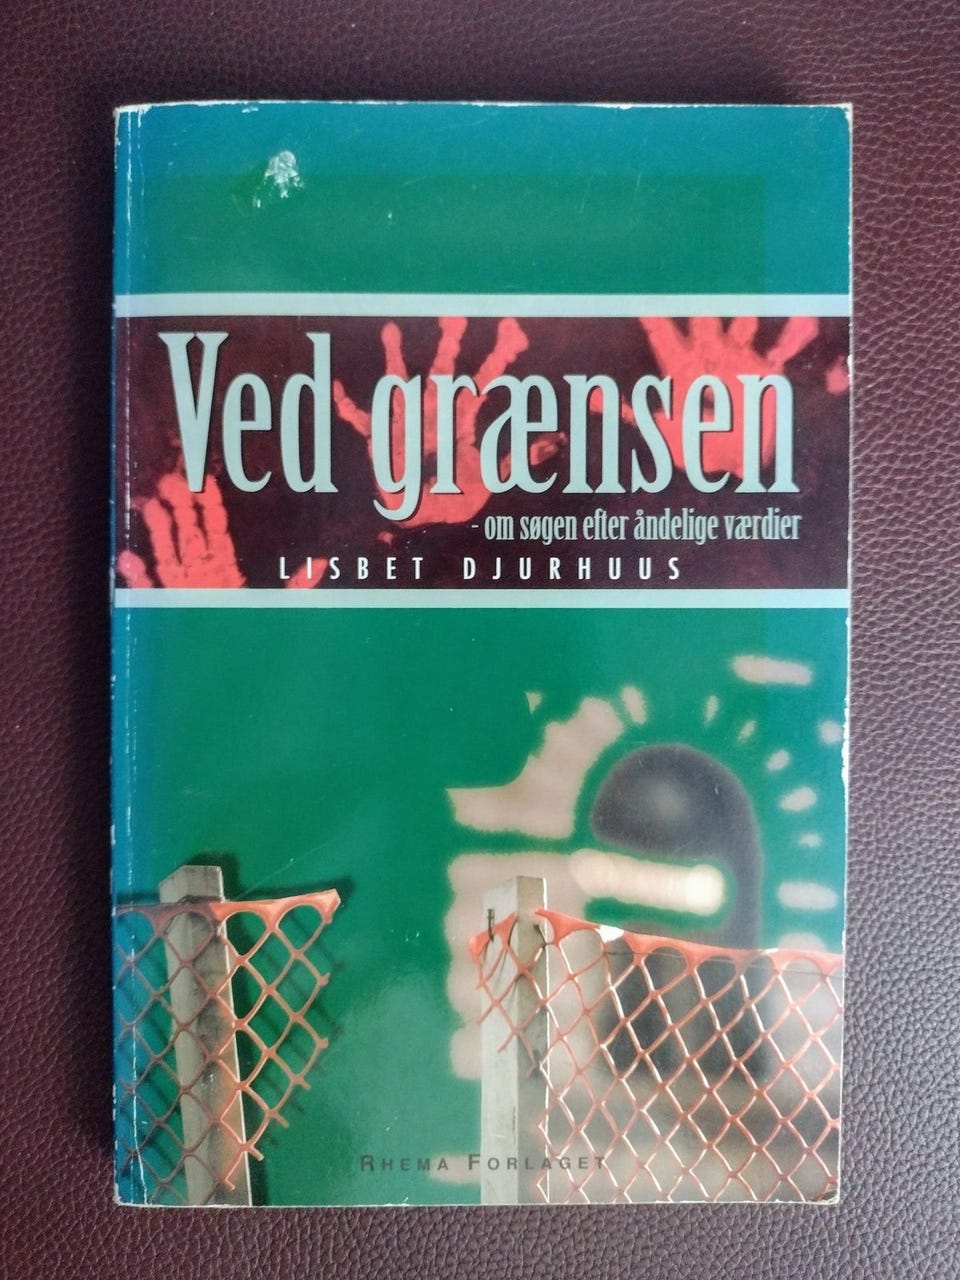 Ved grænsen
- om søgen efter åndelige værdier
LISBET DJURHUUS
RHEMA FORLAGET